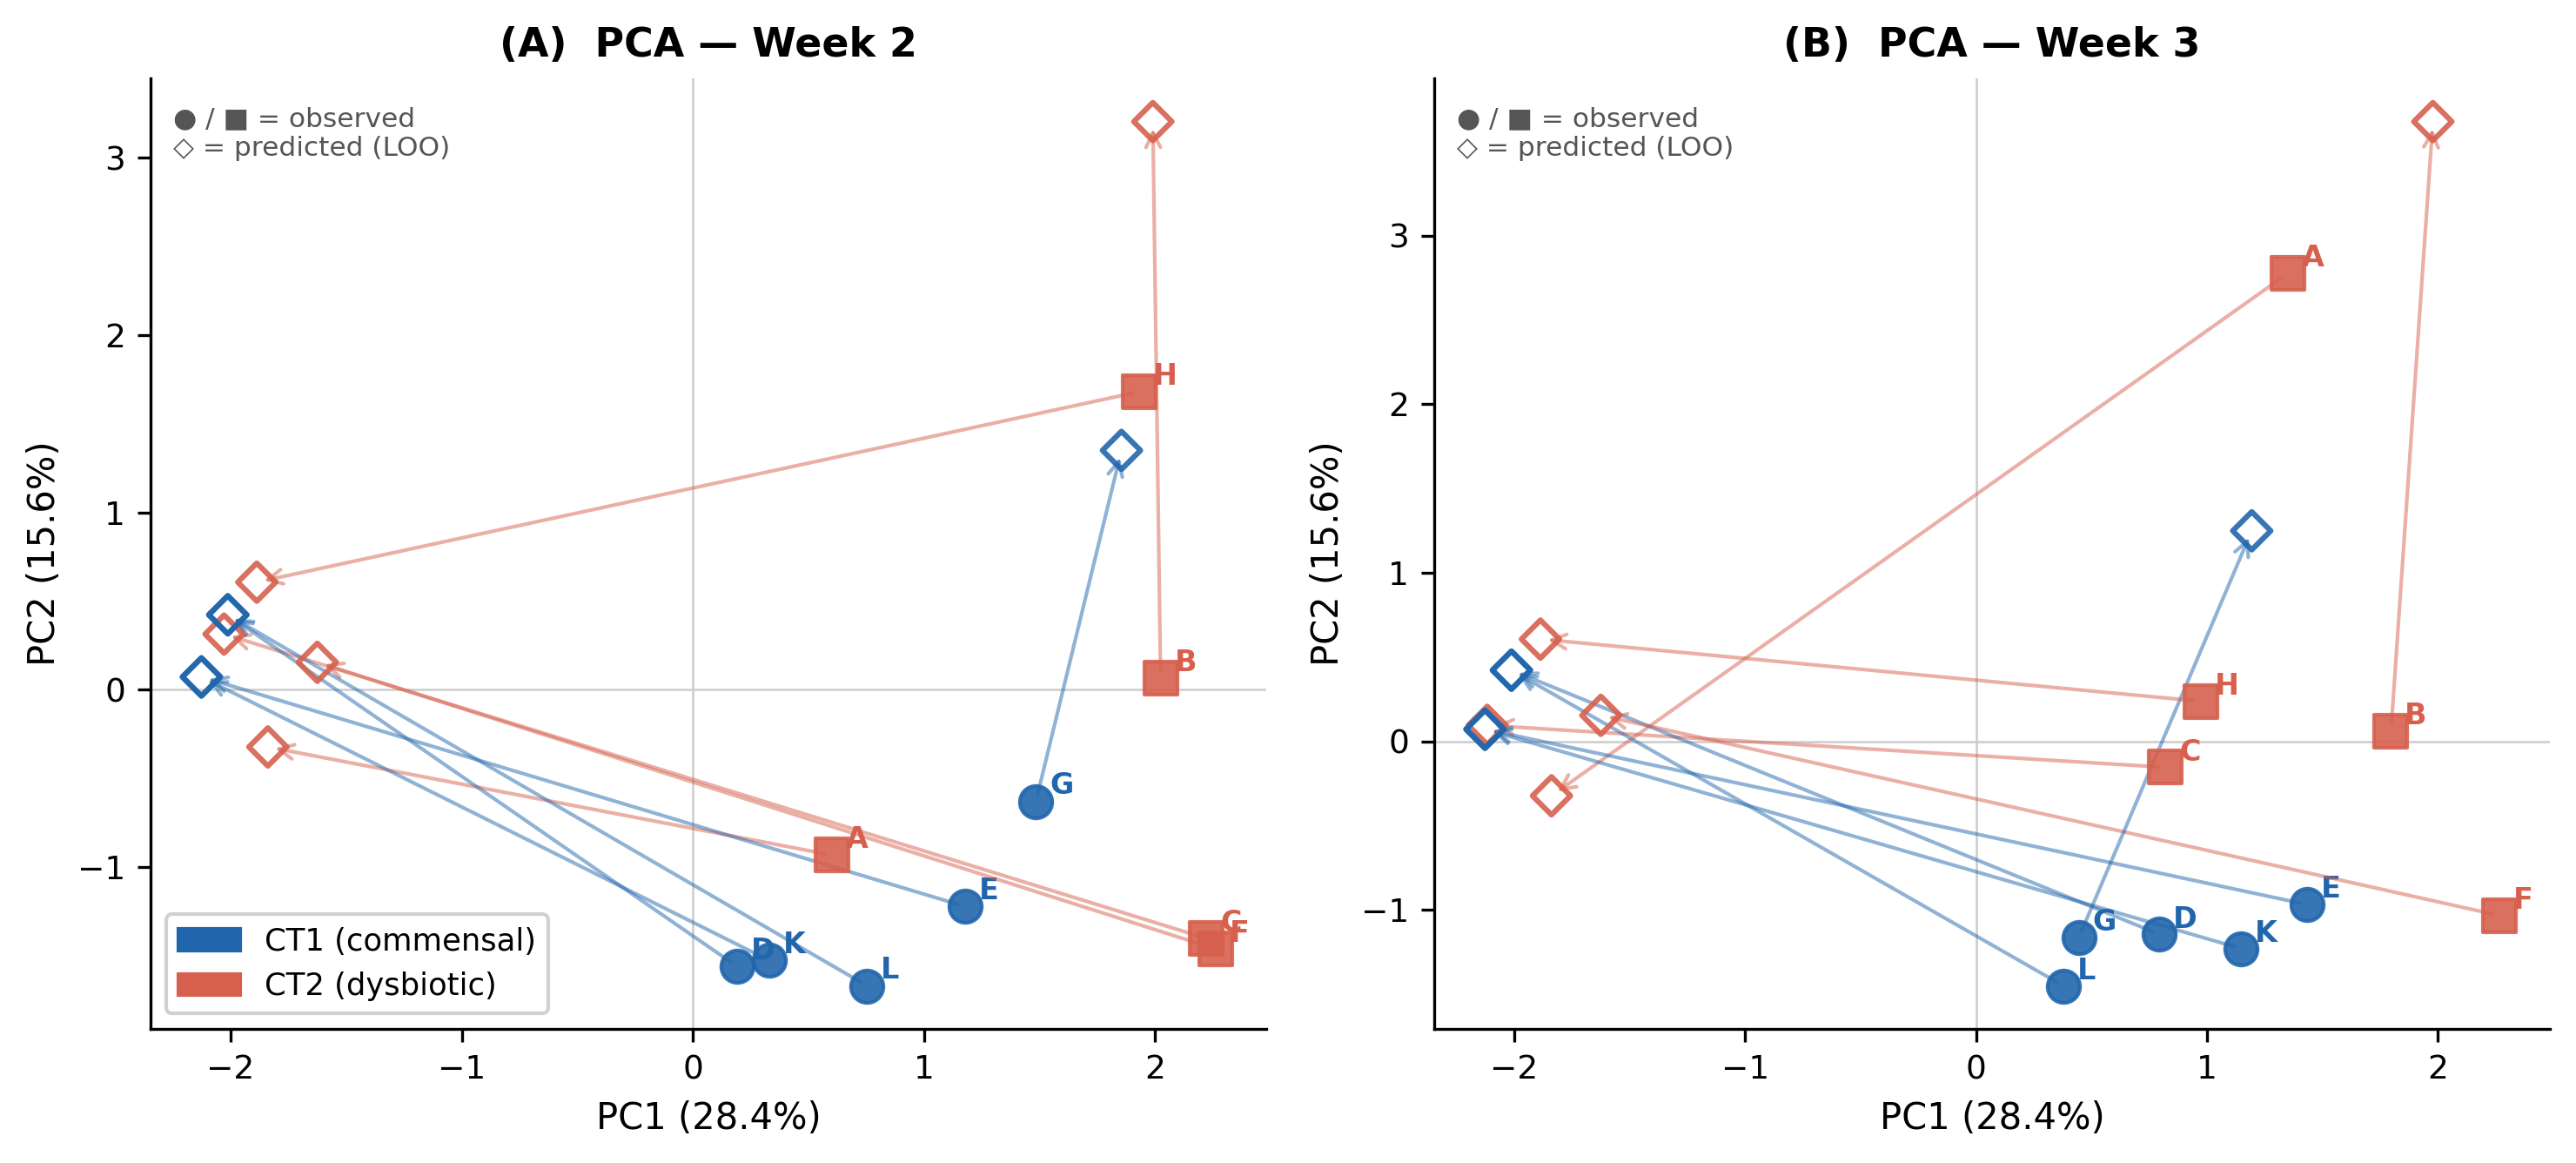 (A)  PCA — Week 2
● / ■ = observed
◇ = predicted (LOO)
3
2
1
0
−1
PC2 (15.6%)
H
B
G
A
E
C
F
D
K
L
CT1 (commensal)
CT2 (dysbiotic)
−2
−1
0
1
2
PC1 (28.4%)
(B)  PCA — Week 3
● / ■ = observed
◇ = predicted (LOO)
3
2
1
0
−1
PC2 (15.6%)
A
H
B
C
E
F
G
D
K
L
−2
−1
0
1
2
PC1 (28.4%)